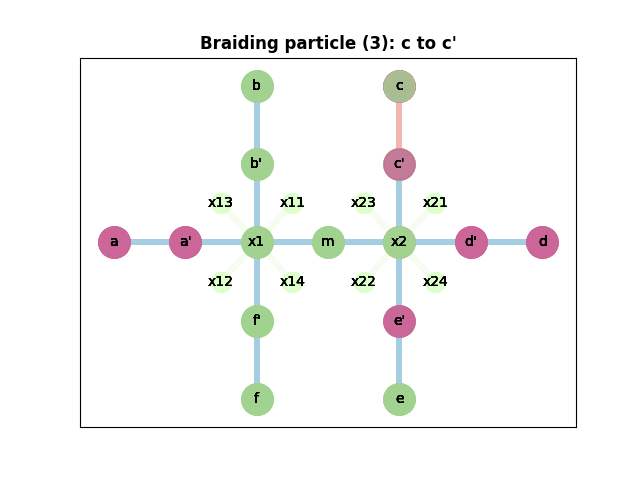 Braiding particle (3): c to c'
b c
b' c'
x13 x11 x23 x21
a a' x1 m x2 d' d
x12 x14 x22 x24
f' e'
f e